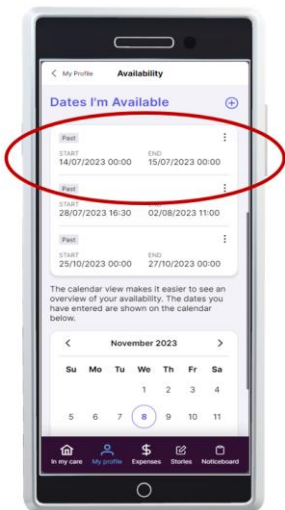 My Profile Availability
Dates I'm Available
Past
START END
14/07/2023 00:00 15/07/2023 00:00
Past
START END
28/07/2023 16:30 02/08/2023 11:00
Past
START END
25/10/2023 00:00 27/10/2023 00:00
The calendar view makes it easier to see an
overview of your availability. The dates you
have entered are shown on the calendar
below.
November 2023
Su Mo Tu We Th Fr Sa
1 2 3 4
5 6 7 8 9 10 11
In my care My profile Expenses Stories Noticeboard